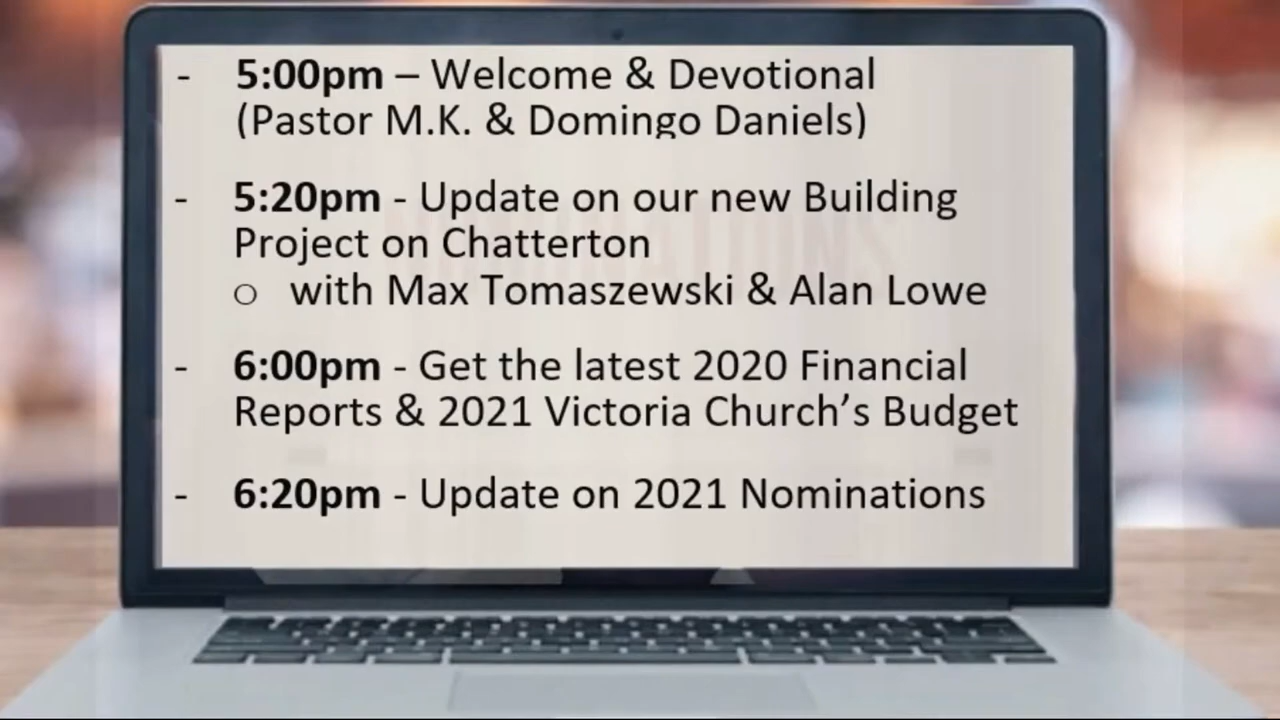 - 5:00pm – Welcome & Devotional
(Pastor M.K. & Domingo Daniels)
- 5:20pm - Update on our new Building
Project on Chatterton
o with Max Tomaszewski & Alan Lowe
- 6:00pm - Get the latest 2020 Financial
Reports & 2021 Victoria Church’s Budget
- 6:20pm - Update on 2021 Nominations